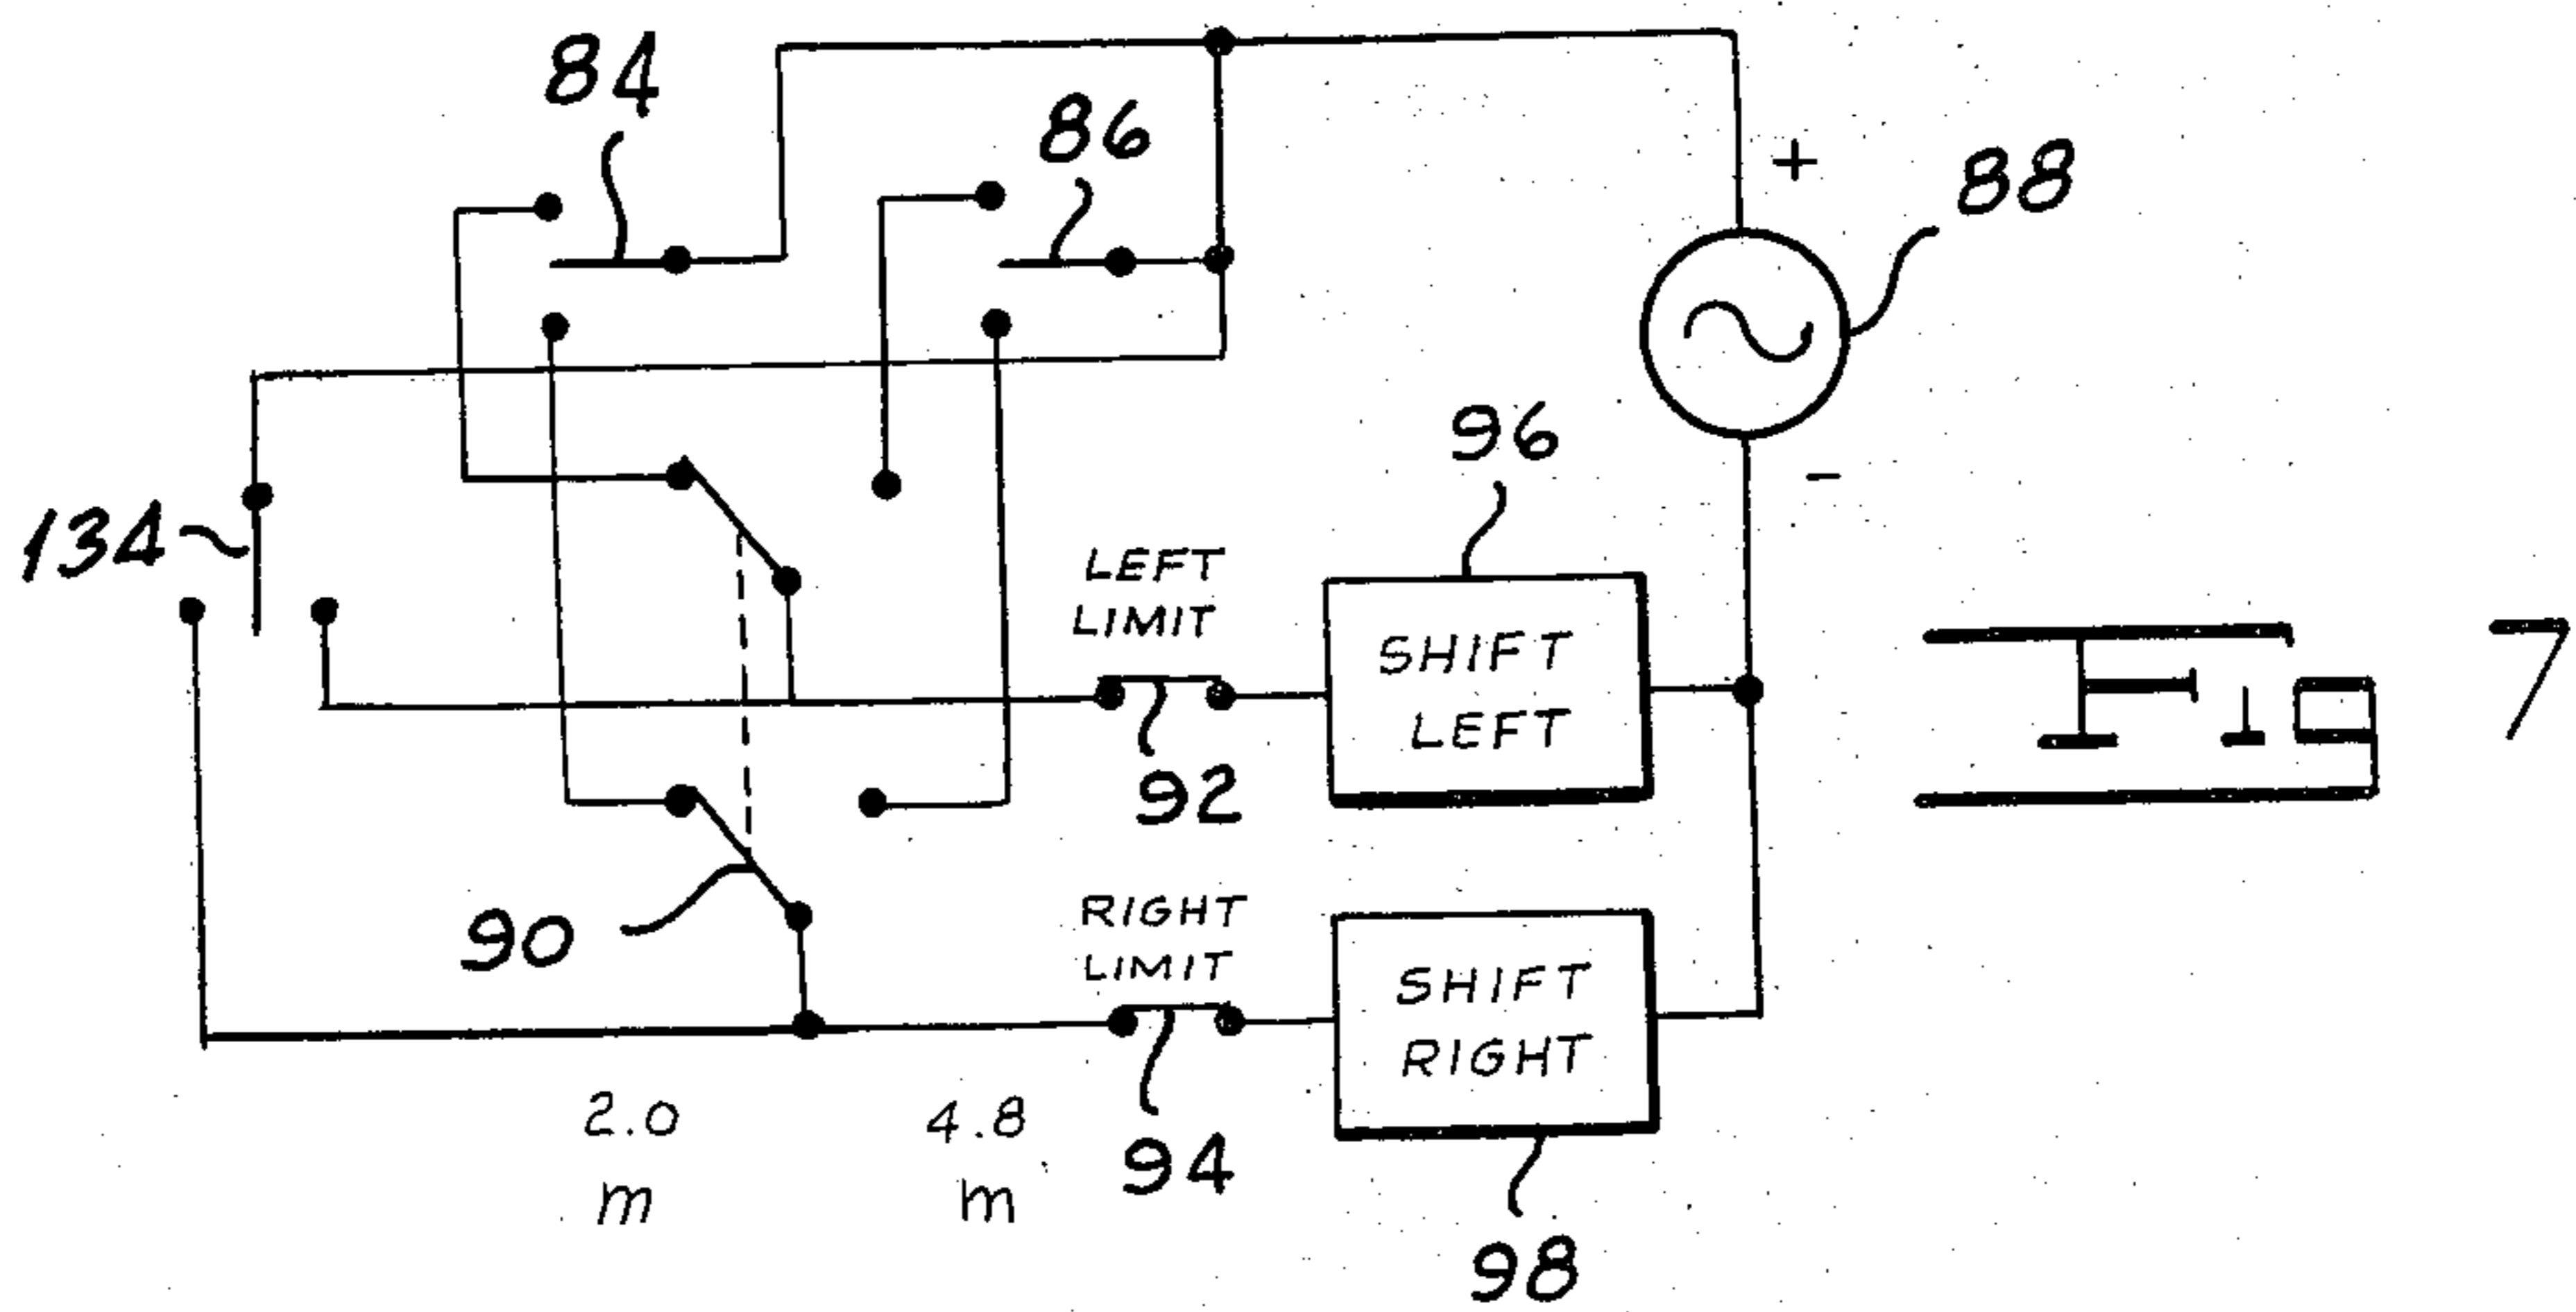 84
86
+
88
-
96
134
LEFT
LIMIT
SHIFT
LEFT
Fig 7
92
90
RIGHT
LIMIT
SHIFT
RIGHT
2.0
m
4.8
m
94
98